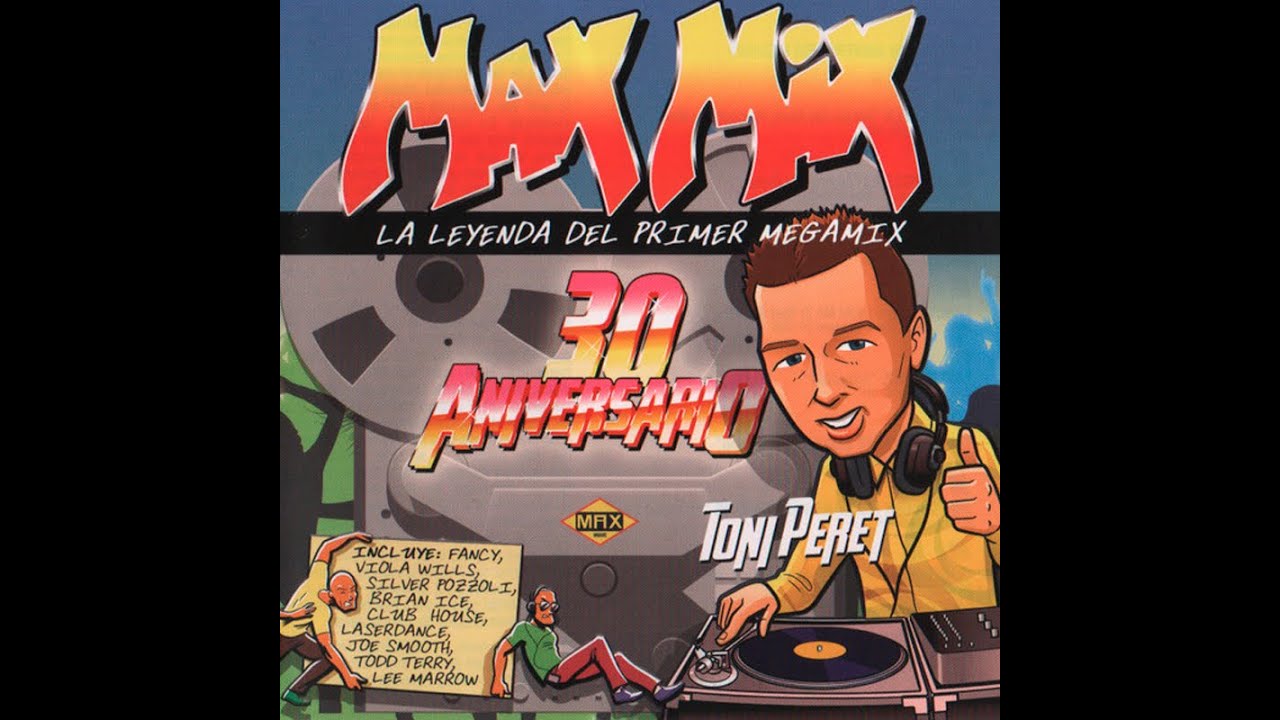 MAX MIX
LA LEYENDA DEL PRIMER MEGAMIX
30
ANIVERSARIO
MAX
TONI PERET
INCLUYE: FANCY,
VIOLA WILLS,
SILVER POZZOLI,
BRIAN ICE,
CLUB HOUSE,
LASERDANCE,
JOE SMOOTH,
TODD TERRY,
LEE MARROW